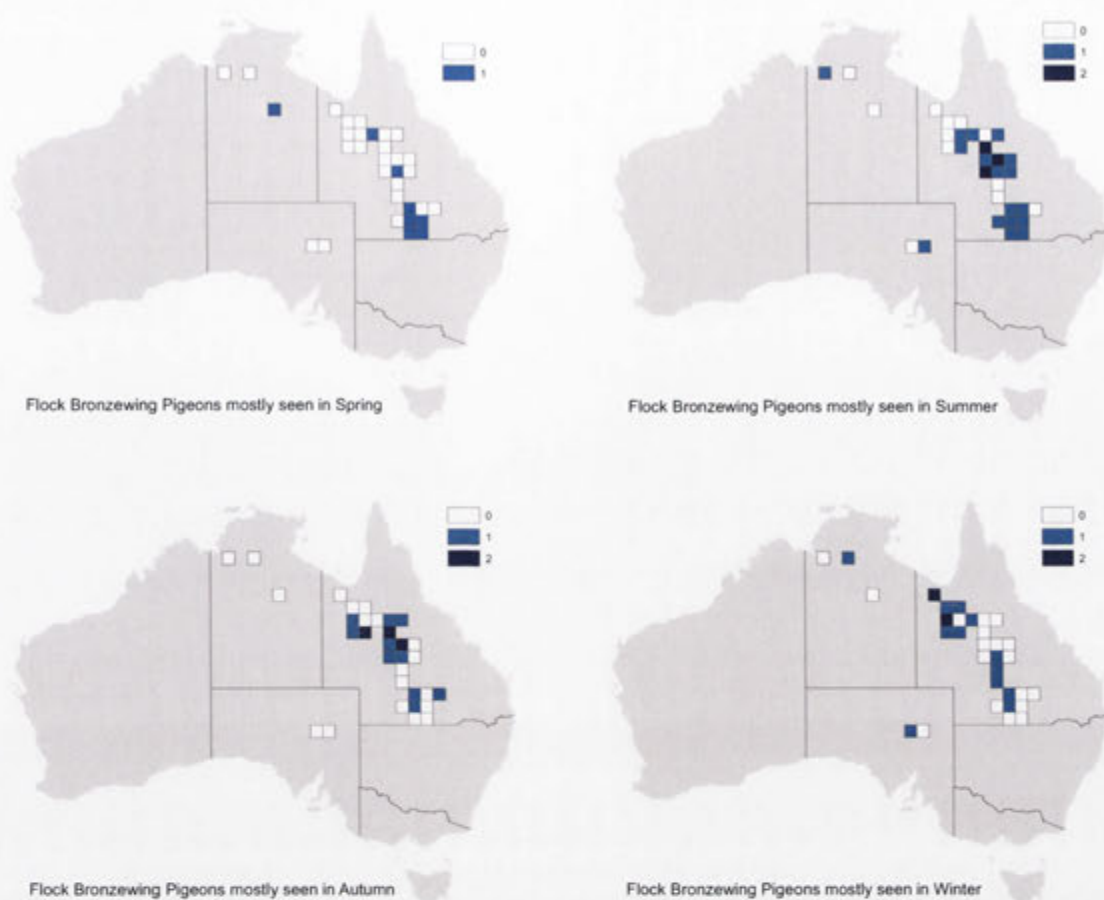 0
1
0
1
2
Flock Bronzewing Pigeons mostly seen in Spring
Flock Bronzewing Pigeons mostly seen in Summer
0
1
2
0
1
2
Flock Bronzewing Pigeons mostly seen in Autumn
Flock Bronzewing Pigeons mostly seen in Winter